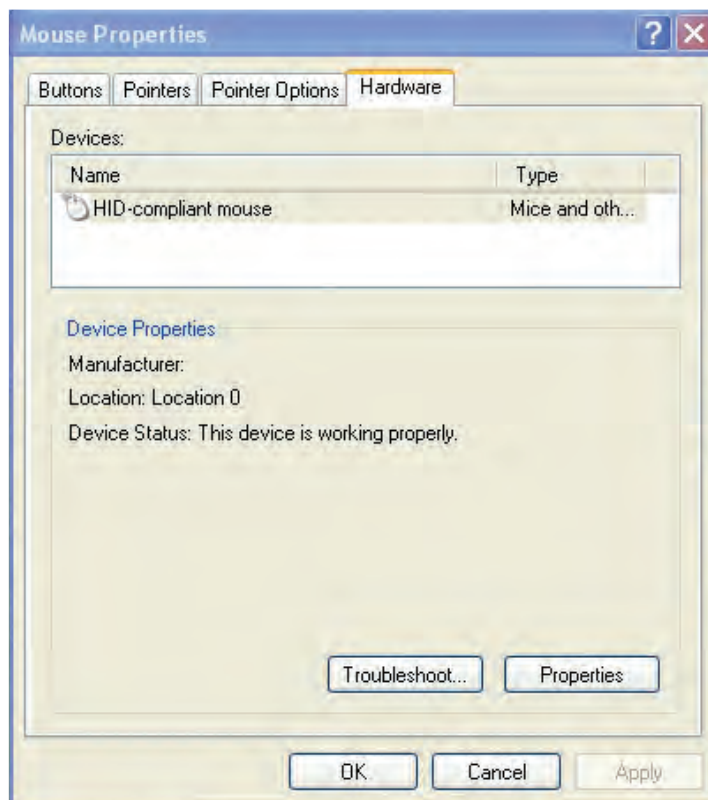 Mouse Properties
?
Buttons Pointers Pointer Options Hardware
Devices:
Name Type
HID-compliant mouse Mice and oth...
Device Properties
Manufacturer:
Location: Location 0
Device Status: This device is working properly.
Troubleshoot... Properties
OK Cancel Apply